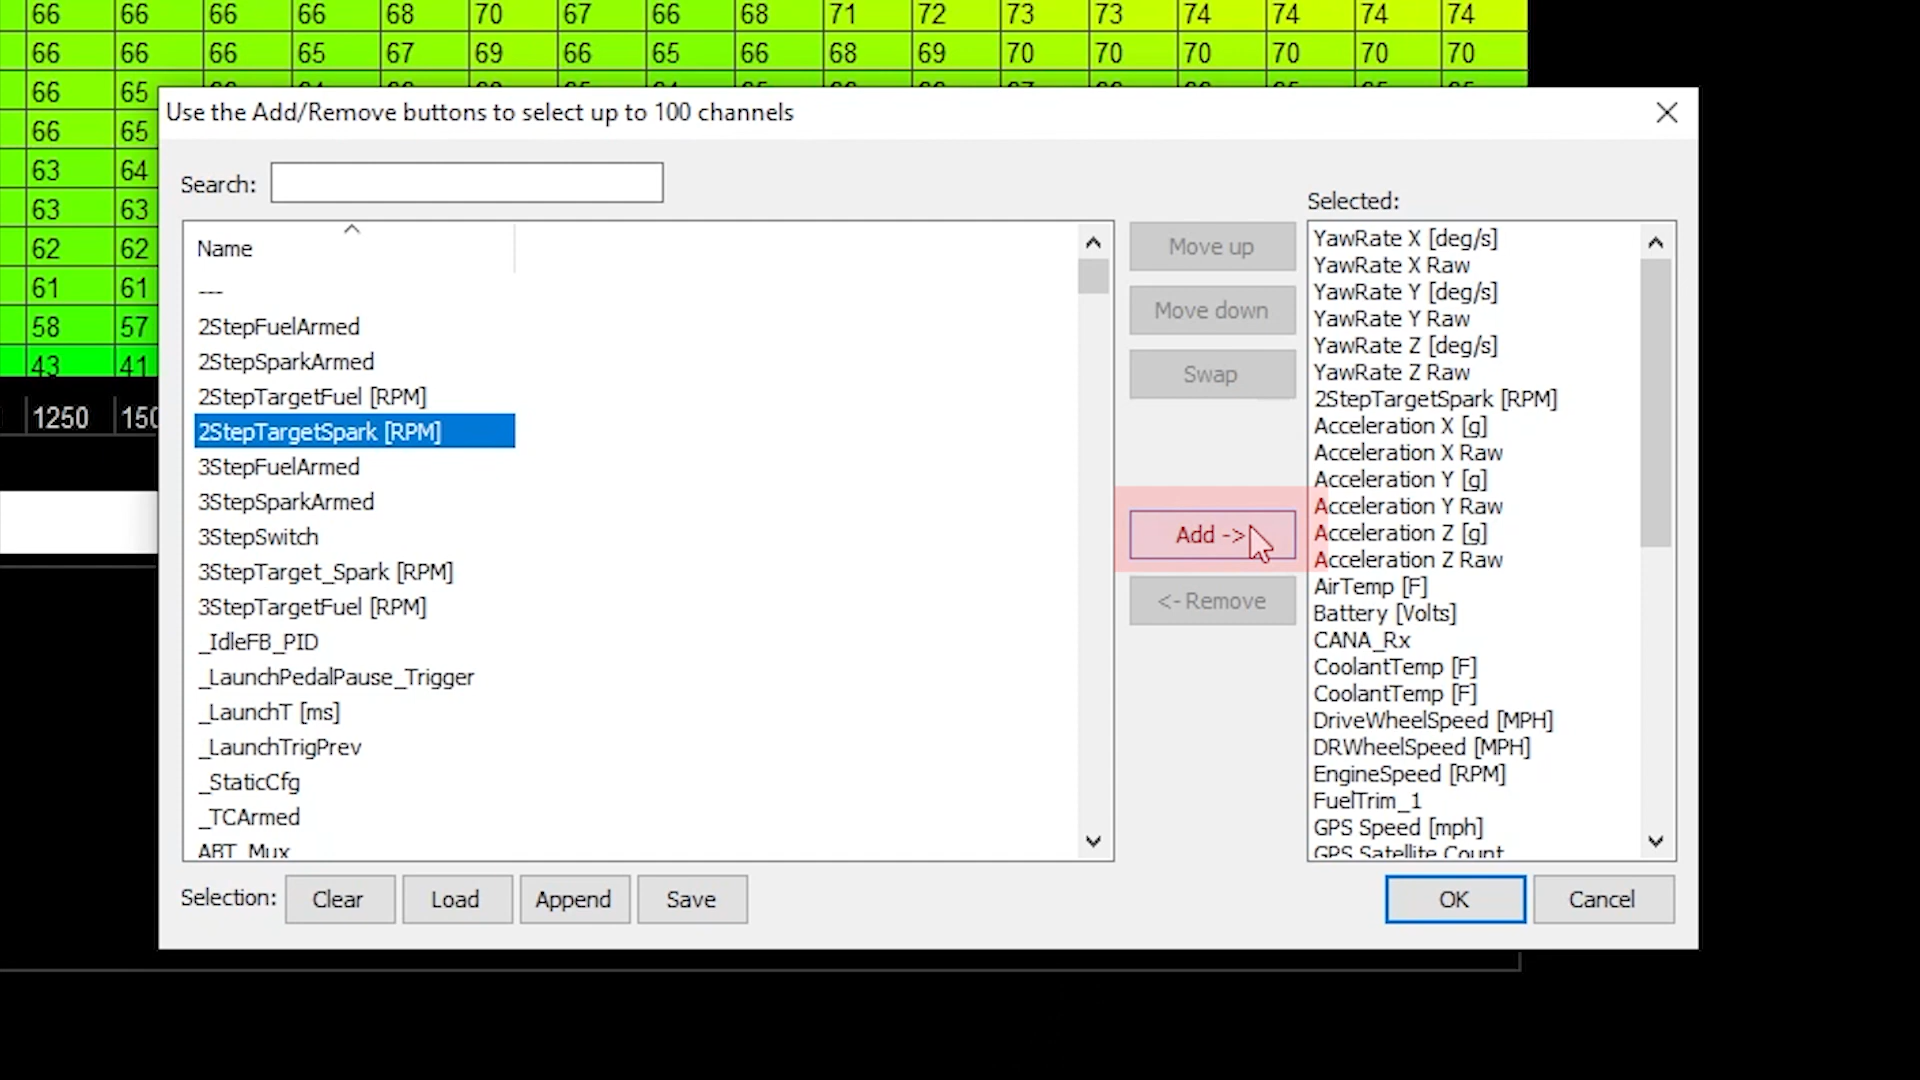 66 66 66 66 68 70 67 66 68 71 72 73 73 74 74 74 74
66 66 66 65 67 69 66 65 66 68 69 70 70 70 70 70 70
66 65
66 65
63 64
63 63
62 62
61 61
58 57
43 41
1250 150
Use the Add/Remove buttons to select up to 100 channels
Search:
Name
---
2StepFuelArmed
2StepSparkArmed
2StepTargetFuel [RPM]
2StepTargetSpark [RPM]
3StepFuelArmed
3StepSparkArmed
3StepSwitch
3StepTarget_Spark [RPM]
3StepTargetFuel [RPM]
_IdleFB_PID
_LaunchPedalPause_Trigger
_LaunchT [ms]
_LaunchTrigPrev
_StaticCfg
_TCArmed
ABT_Mux
Move up
Move down
Swap
Add ->
<- Remove
Selected:
YawRate X [deg/s]
YawRate X Raw
YawRate Y [deg/s]
YawRate Y Raw
YawRate Z [deg/s]
YawRate Z Raw
2StepTargetSpark [RPM]
Acceleration X [g]
Acceleration X Raw
Acceleration Y [g]
Acceleration Y Raw
Acceleration Z [g]
Acceleration Z Raw
AirTemp [F]
Battery [Volts]
CANA_Rx
CoolantTemp [F]
CoolantTemp [F]
DriveWheelSpeed [MPH]
DRWheelSpeed [MPH]
EngineSpeed [RPM]
FuelTrim_1
GPS Speed [mph]
GPS Satellite Count
Selection:
Clear
Load
Append
Save
OK
Cancel